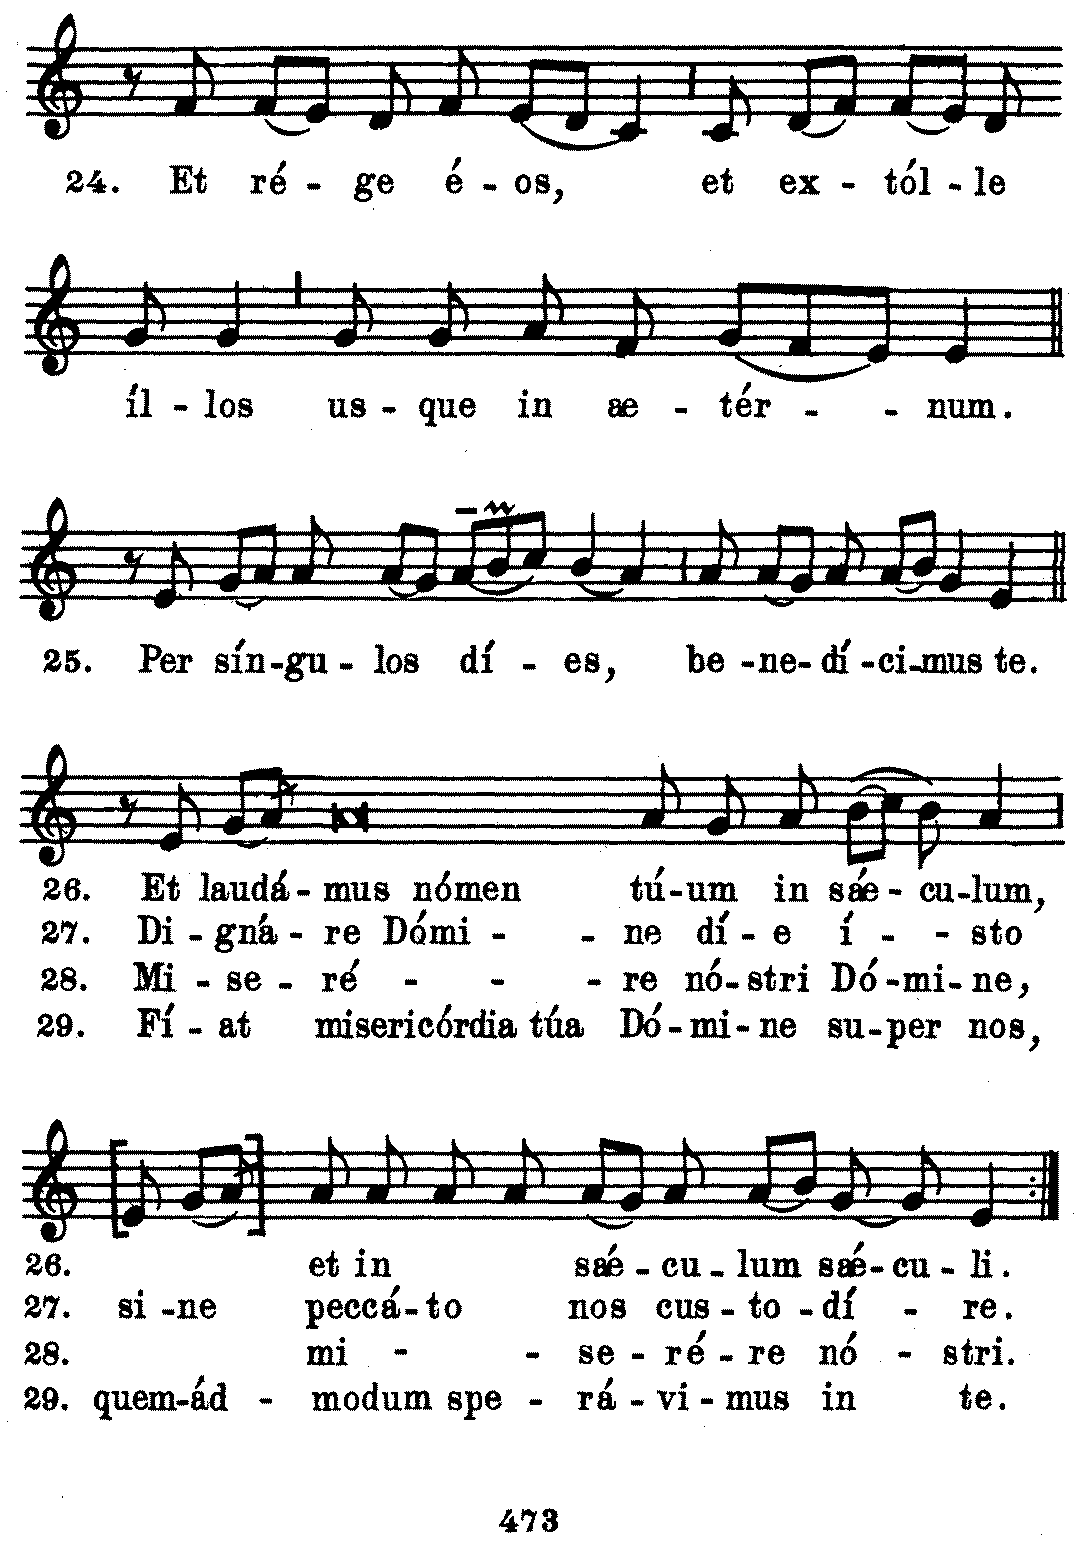 24. Et ré - ge é - os, et ex - tól - le
íl - los us - que in æ - tér - - num.
25. Per sín-gu - los dí - es, be -ne- dí -ci-mus te.
26. Et laudá- mus nómen tú-um in sǽ- cu-lum,
27. Di - gná - re Dómi - - ne dí - e í - - sto
28. Mi - se - ré - - - re nó-stri Dó-mi- ne,
29. Fí - at misericórdia túa Dó-mi-ne su-per nos,
26. et in sǽ - cu - lum sǽ-cu - li.
27. si -ne peccá-to nos cus - to -dí - re.
28. mi - - se - ré - re nó - stri.
29. quem-ád - modum spe - rá - vi - mus in te.
473